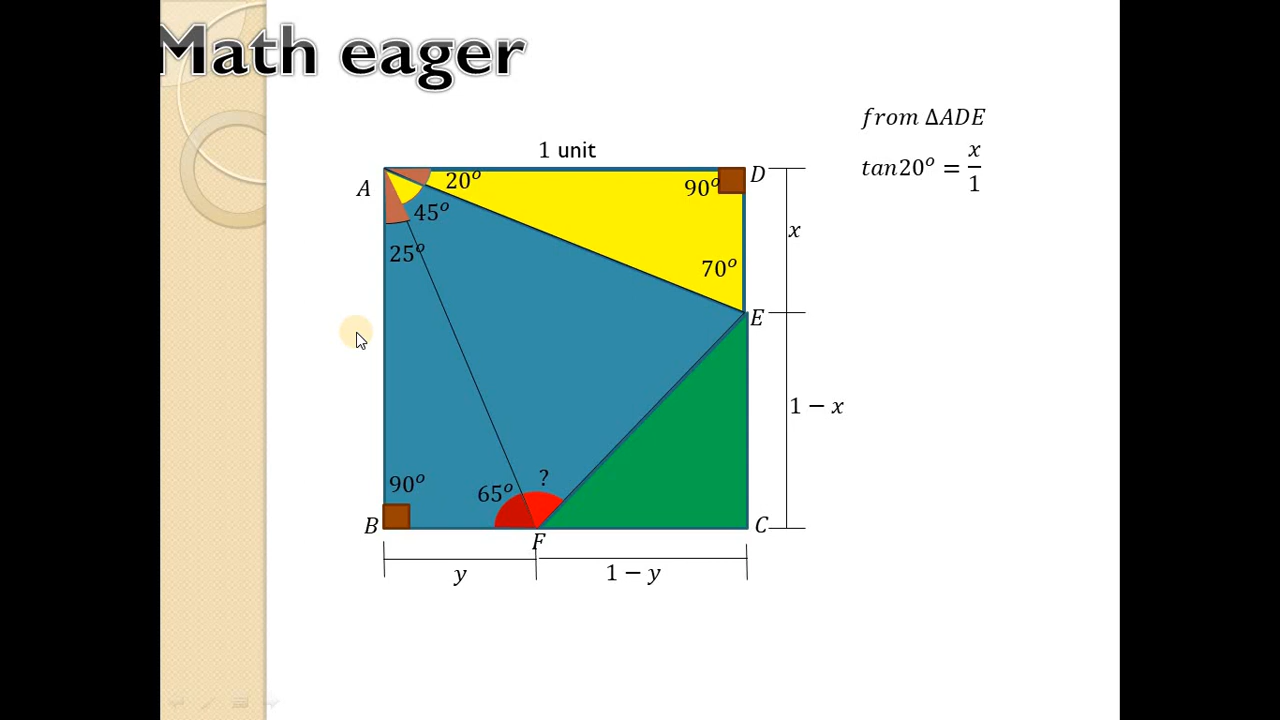 Math eager
from ΔADE
1 unit
tan20° = x/1
A
20°
90°
D
45°
x
25°
70°
E
1 − x
90°
65°
?
B
F
C
y
1 − y